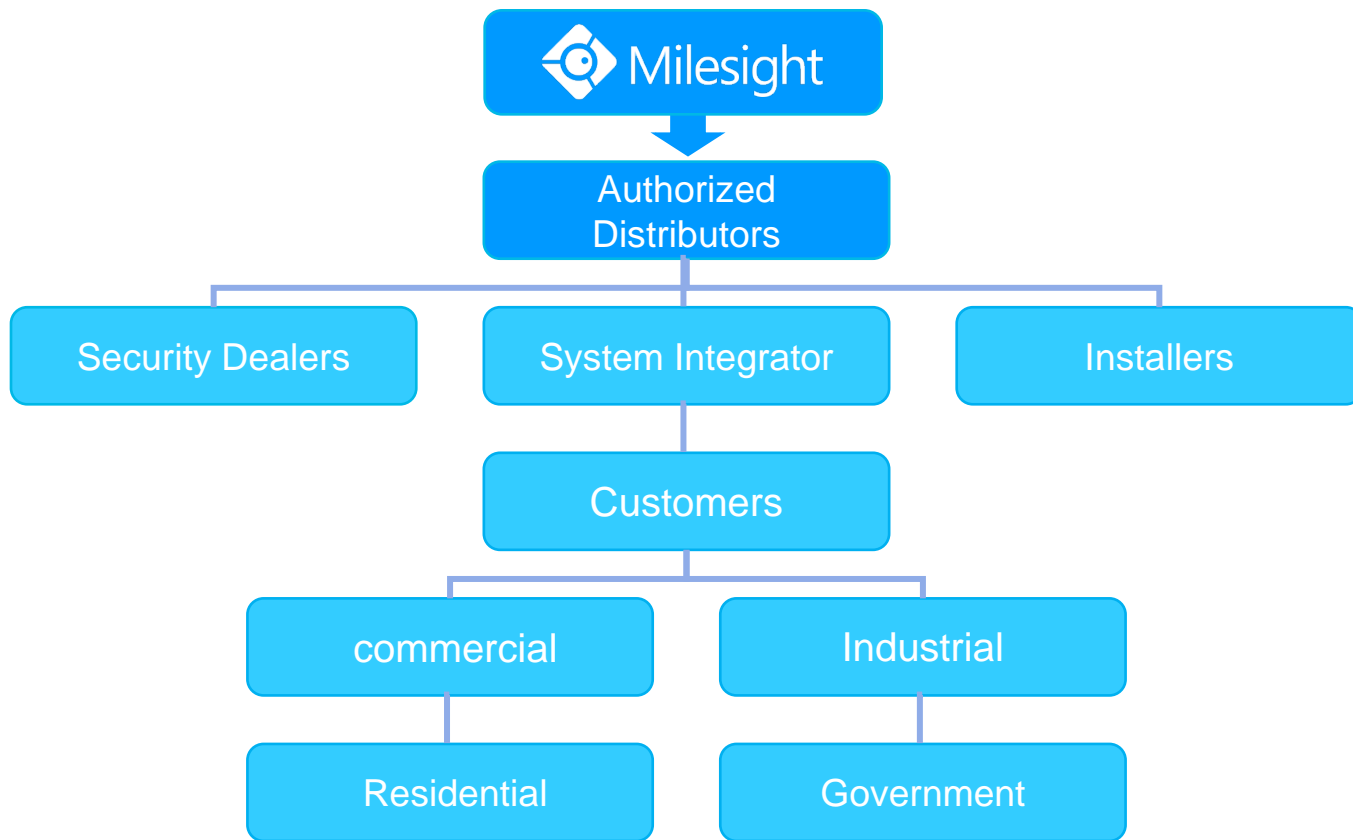 Milesight
Authorized
Distributors
Security Dealers
System Integrator
Installers
Customers
commercial
Industrial
Residential
Government